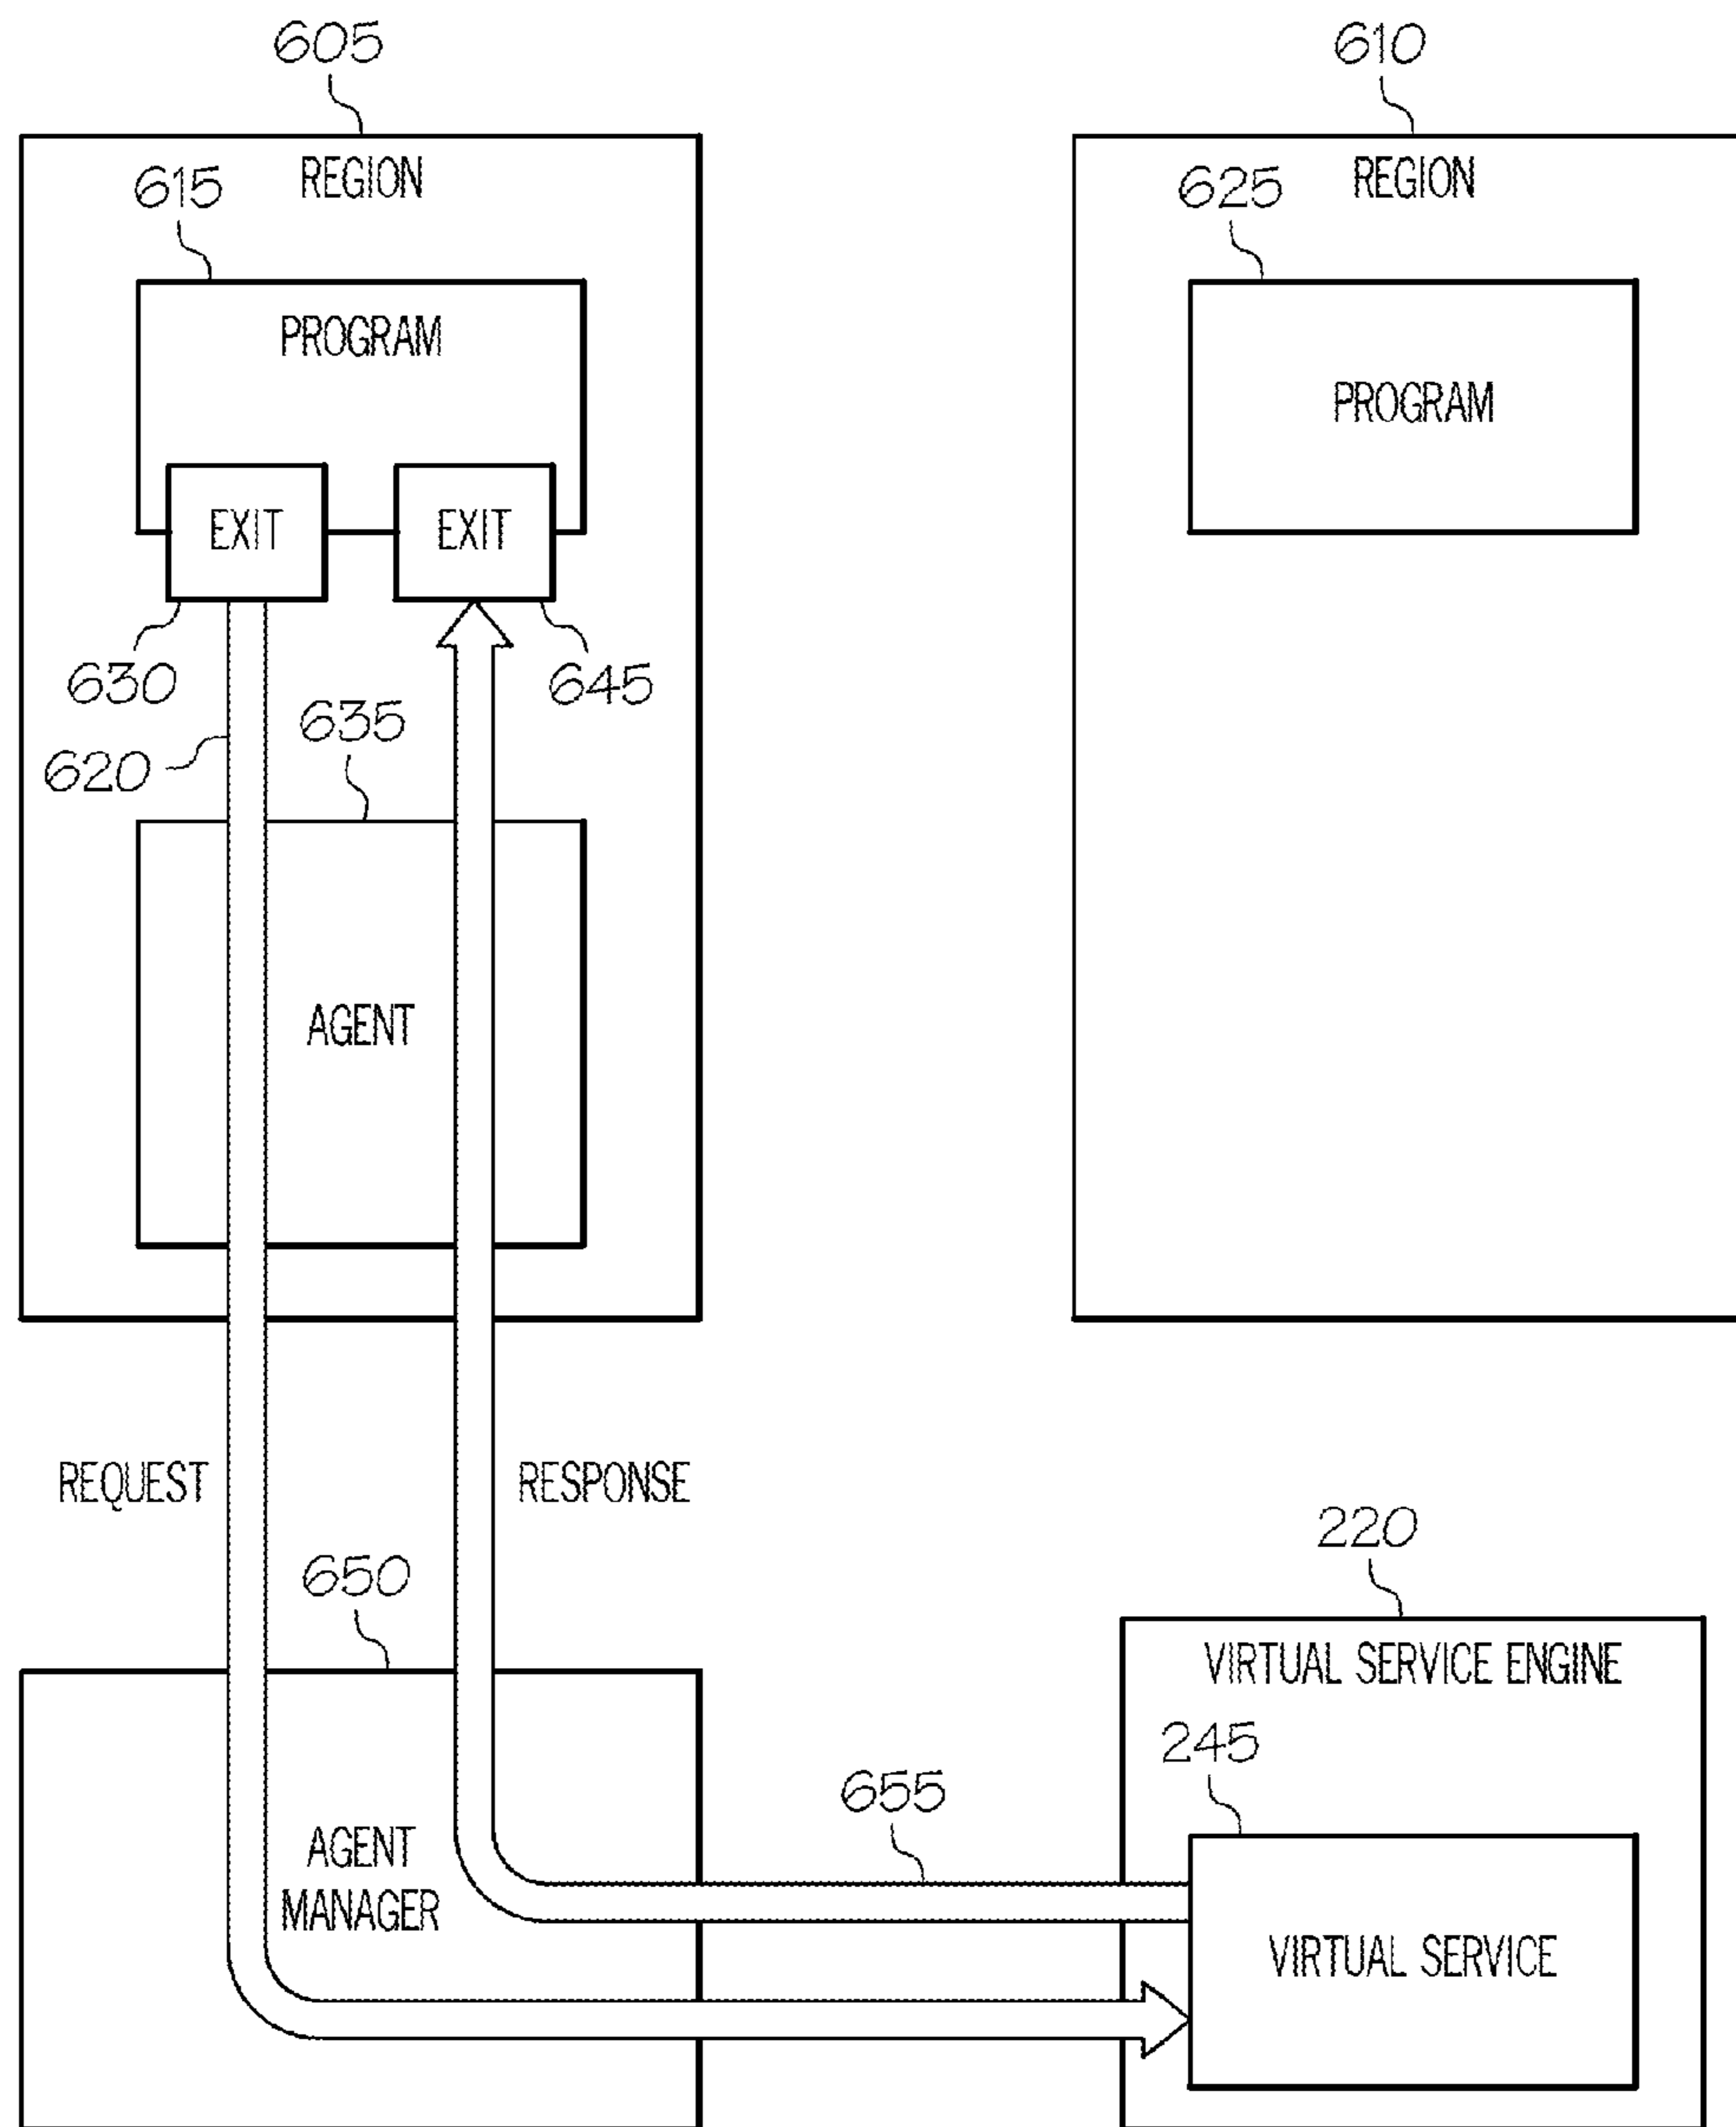 605
610
REGION
615
REGION
625
PROGRAM
PROGRAM
EXIT
EXIT
630
645
635
620
AGENT
REQUEST
RESPONSE
220
650
VIRTUAL SERVICE ENGINE
245
655
AGENT
MANAGER
VIRTUAL SERVICE